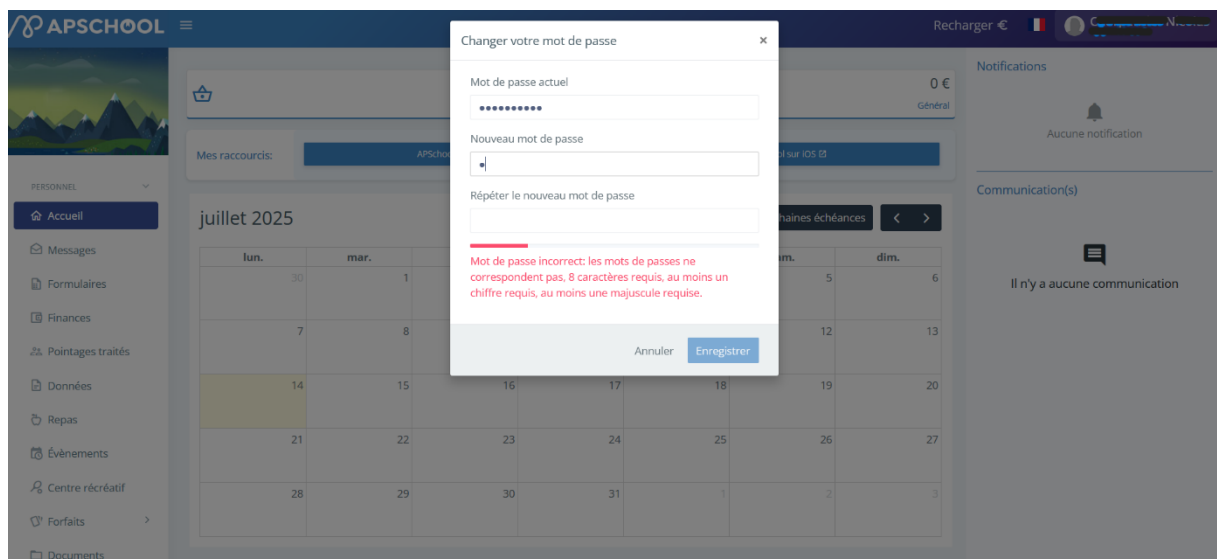 APSCHOOL
Recharger €
Changer votre mot de passe
×
Mot de passe actuel
Nouveau mot de passe
Répéter le nouveau mot de passe
Mot de passe incorrect: les mots de passes ne
correspondent pas, 8 caractères requis, au moins un
chiffre requis, au moins une majuscule requise.
Annuler
Enregistrer
0 €
Général
Mes raccourcis:
APSchoo
ol sur iOS
PERSONNEL
Accueil
Messages
Formulaires
Finances
Pointages traités
Données
Repas
Évènements
Centre récréatif
Forfaits
Documents
juillet 2025
haines échéances
lun. mar. m. dim.
30 1 5 6
7 8 12 13
14 15 16 17 18 19 20
21 22 23 24 25 26 27
28 29 30 31 1 2 3
Notifications
Aucune notification
Communication(s)
Il n'y a aucune communication